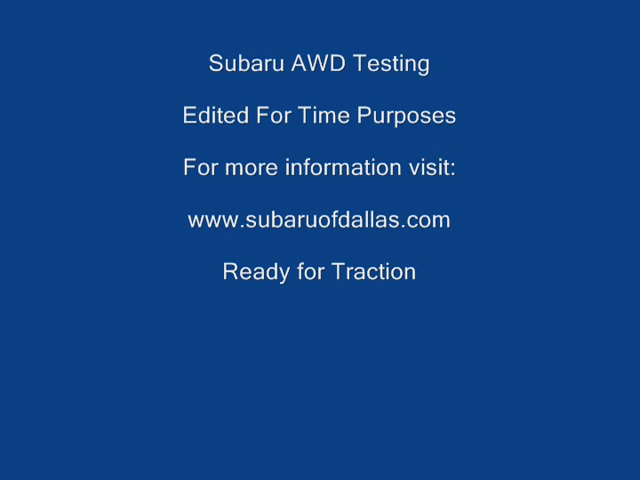 Subaru AWD Testing
Edited For Time Purposes
For more information visit:
www.subaruofdallas.com
Ready for Traction